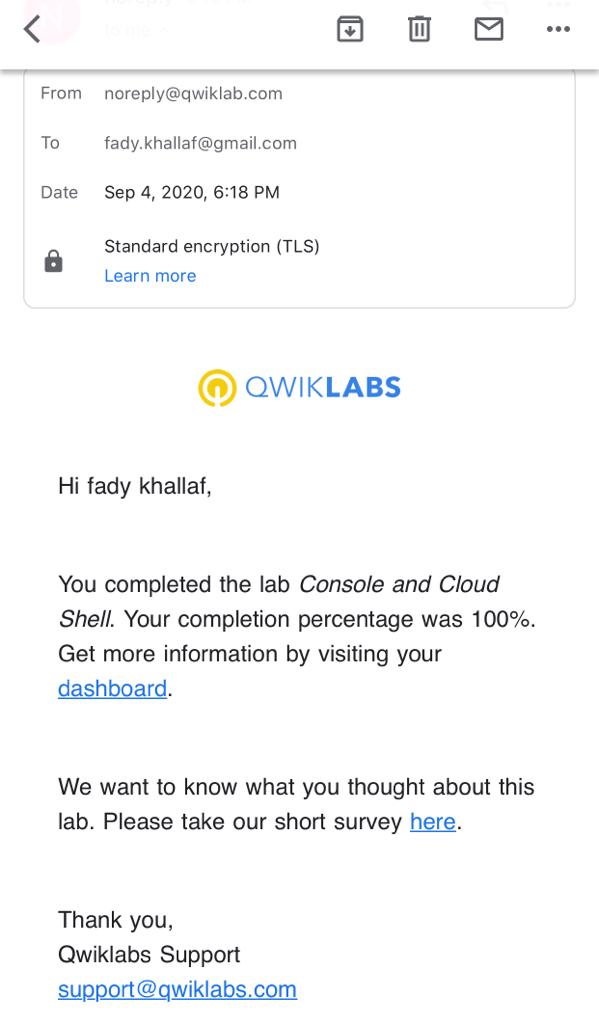 N
noreply
to me
From noreply@qwiklab.com
To fady.khallaf@gmail.com
Date Sep 4, 2020, 6:18 PM
Standard encryption (TLS)
Learn more
QWIKLABS
Hi fady khallaf,
You completed the lab Console and Cloud
Shell. Your completion percentage was 100%.
Get more information by visiting your
dashboard.
We want to know what you thought about this
lab. Please take our short survey here.
Thank you,
Qwiklabs Support
support@qwiklabs.com